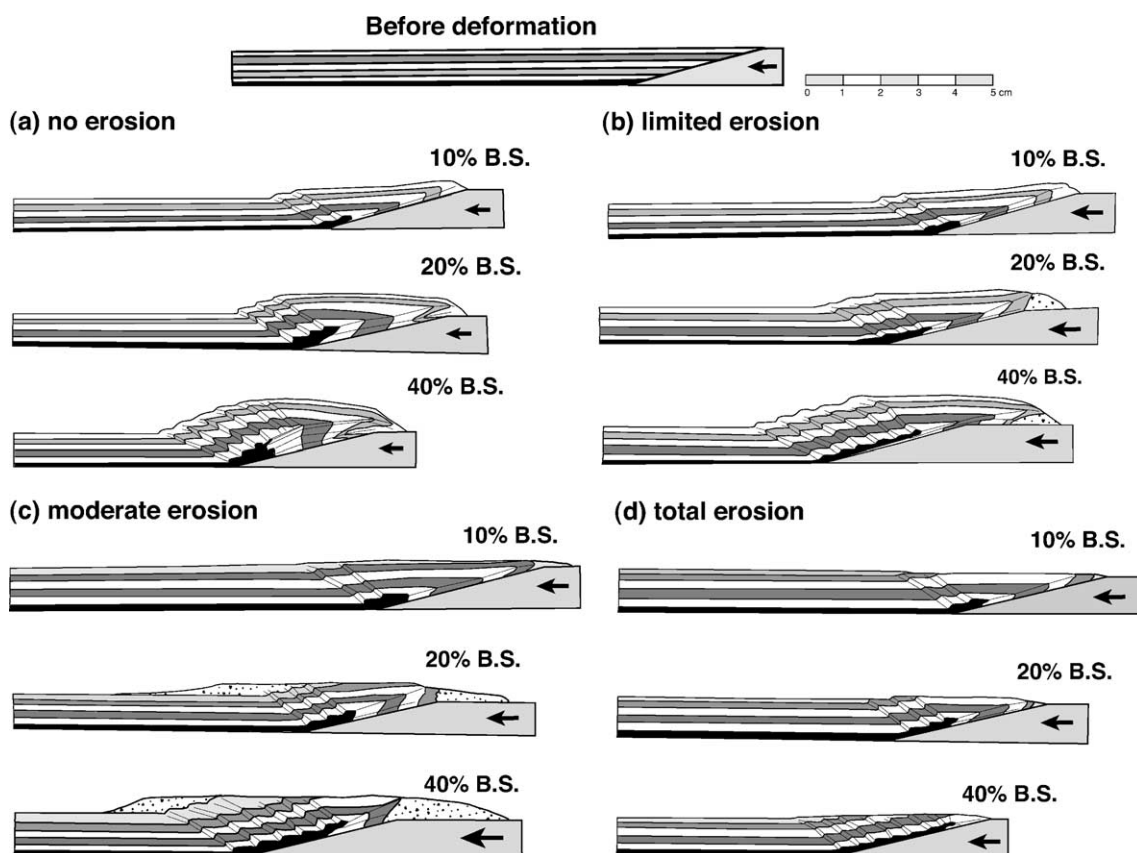 Before deformation
0 1 2 3 4 5 cm
(a) no erosion
10% B.S.
20% B.S.
40% B.S.
(b) limited erosion
10% B.S.
20% B.S.
40% B.S.
(c) moderate erosion
10% B.S.
20% B.S.
40% B.S.
(d) total erosion
10% B.S.
20% B.S.
40% B.S.